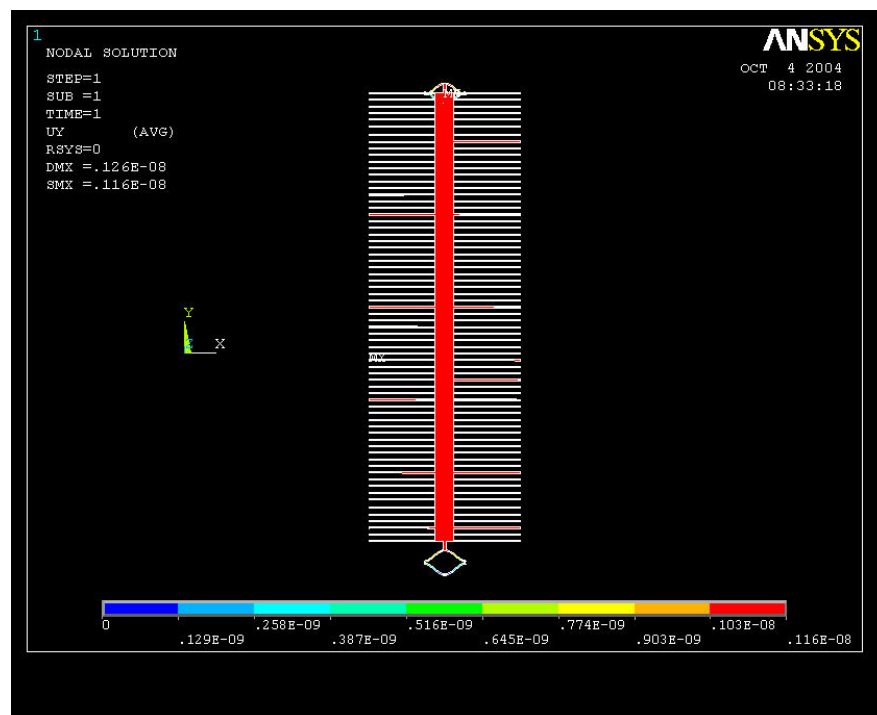 1
NODAL SOLUTION
STEP=1
SUB =1
TIME=1
UY (AVG)
RSYS=0
DMX =.126E-08
SMX =.116E-08
ANSYS
OCT 4 2004
08:33:18
Y
X
MX
0 .258E-09 .516E-09 .774E-09 .103E-08
.129E-09 .387E-09 .645E-09 .903E-09 .116E-08